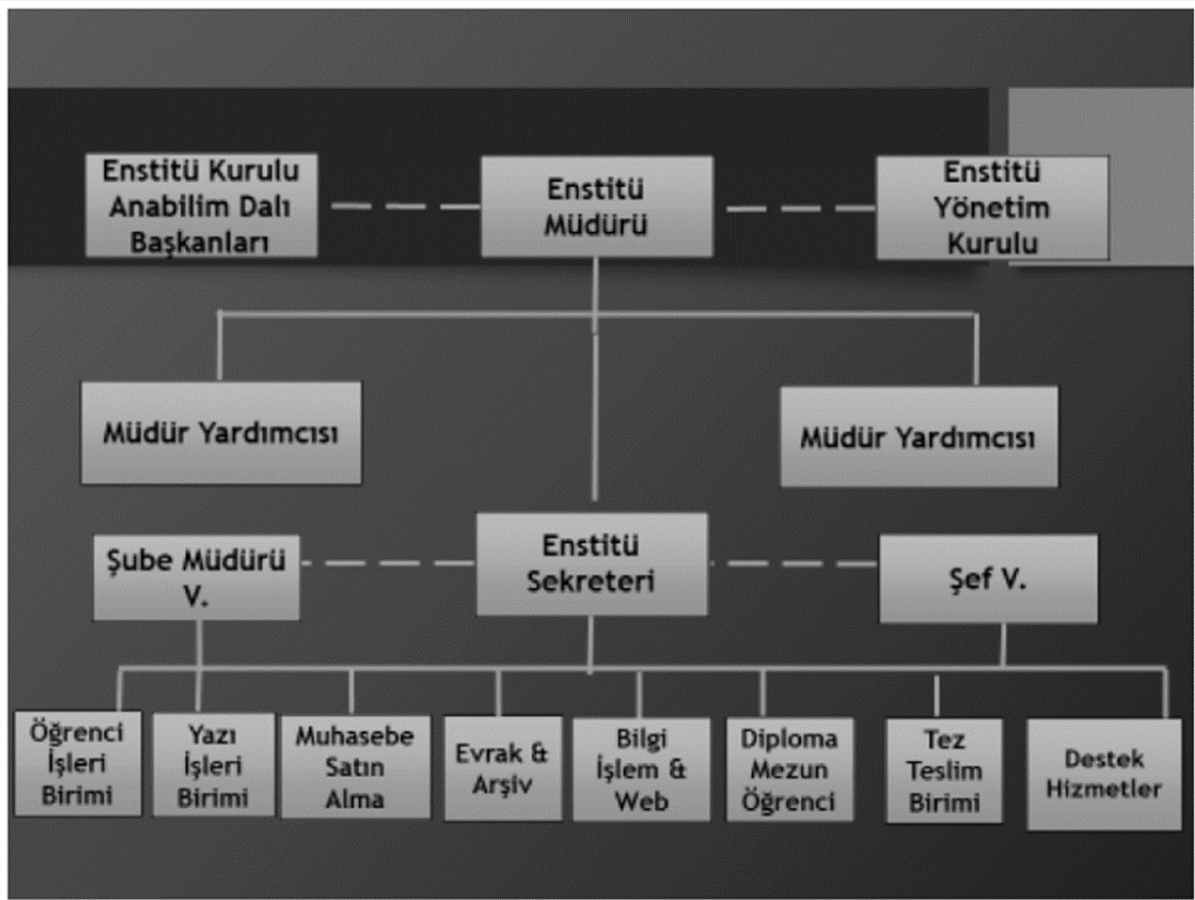 Enstitü Kurulu
Anabilim Dalı
Başkanları
Enstitü
Müdürü
Enstitü
Yönetim
Kurulu
Müdür Yardımcısı
Müdür Yardımcısı
Şube Müdürü
V.
Enstitü
Sekreteri
Şef V.
Öğrenci
İşleri
Birimi
Yazı
İşleri
Birimi
Muhasebe
Satın
Alma
Evrak &
Arşiv
Bilgi
İşlem &
Web
Diploma
Mezun
Öğrenci
Tez
Teslim
Birimi
Destek
Hizmetler